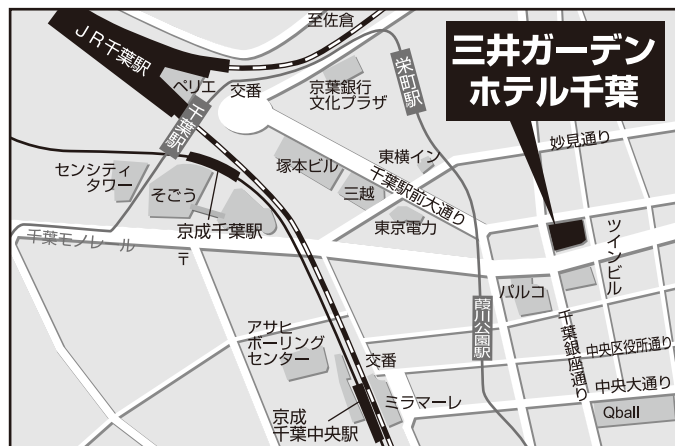 三井ガーデン
ホテル千葉
至佐倉
JR千葉駅
ペリエ
千葉駅
交番
京葉銀行
文化プラザ
栄町駅
妙見通り
センシティ
タワー
そごう
塚本ビル
三越
千葉駅前大通り
東横イン
東京電力
京成千葉駅
千葉モノレール
〒
ツインビル
パルコ
葭川公園駅
千葉銀座通り
アサヒ
ボーリング
センター
交番
中央区役所通り
中央大通り
ミラマーレ
京成
千葉中央駅
Qball